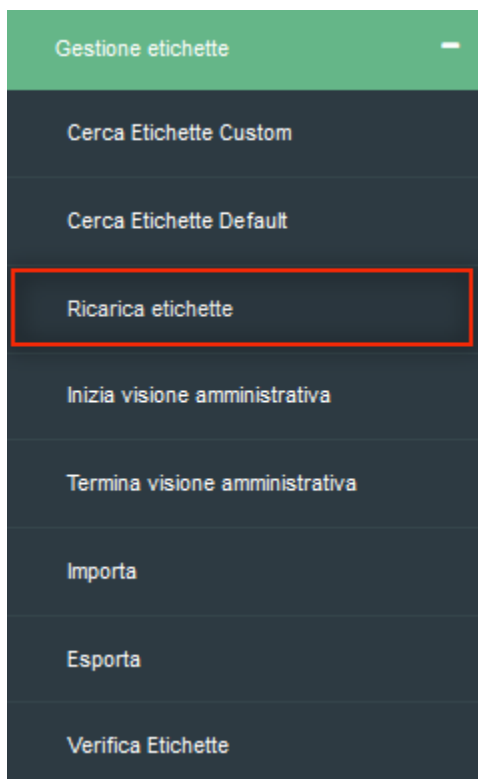 Gestione etichette
Cerca Etichette Custom
Cerca Etichette Default
Ricarica etichette
Inizia visione amministrativa
Termina visione amministrativa
Importa
Esporta
Verifica Etichette